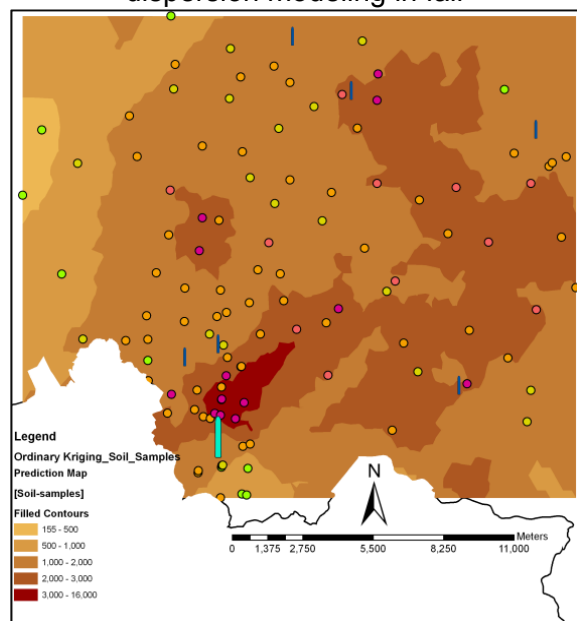 dispersion modeling in fall
Legend
Ordinary Kriging_Soil_Samples
Prediction Map
[Soil-samples]
Filled Contours
155 - 500
500 - 1,000
1,000 - 2,000
2,000 - 3,000
3,000 - 16,000
N
Meters
0 1,375 2,750 5,500 8,250 11,000